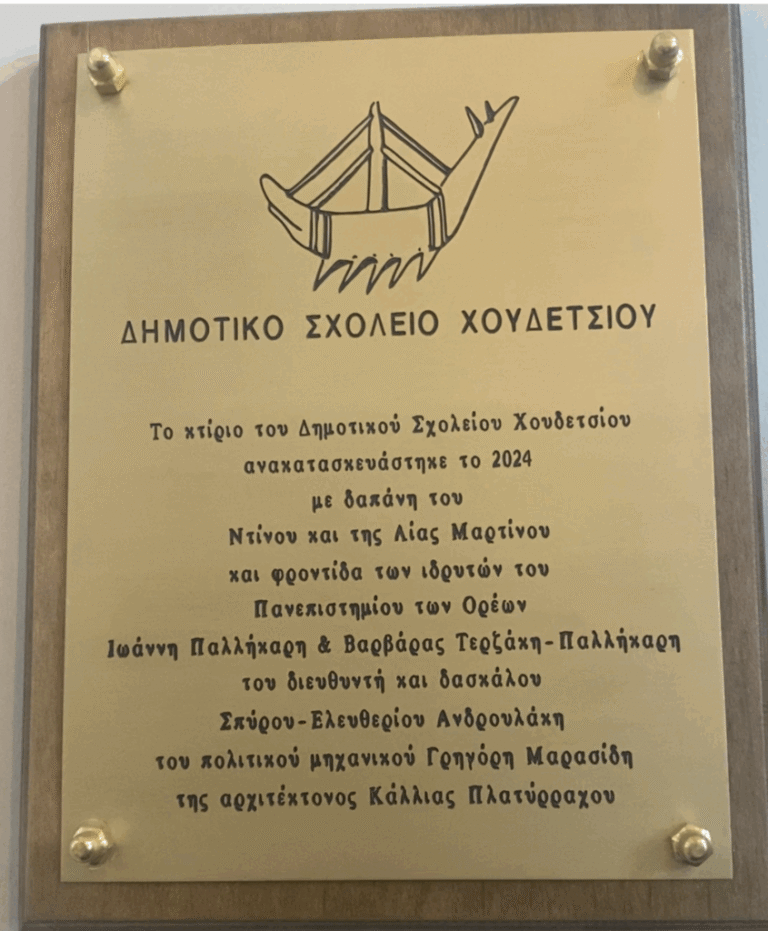 ΔΗΜΟΤΙΚΟ ΣΧΟΛΕΙΟ ΧΟΥΔΕΤΣΙΟΥ
Το κτίριο του Δημοτικού Σχολείου Χουδετσίου
ανακατασκευάστηκε το 2024
με δαπάνη του
Ντίνου και της Λίας Μαρτίνου
και φροντίδα των ιδρυτών του
Πανεπιστημίου των Ορέων
Ιωάννη Παλλήκαρη & Βαρβάρας Τερζάκη-Παλλήκαρη
του διευθυντή και δασκάλου
Σπύρου-Ελευθερίου Ανδρουλάκη
του πολιτικού μηχανικού Γρηγόρη Μαρασίδη
της αρχιτέκτονος Κάλλιας Πλατύρραχου